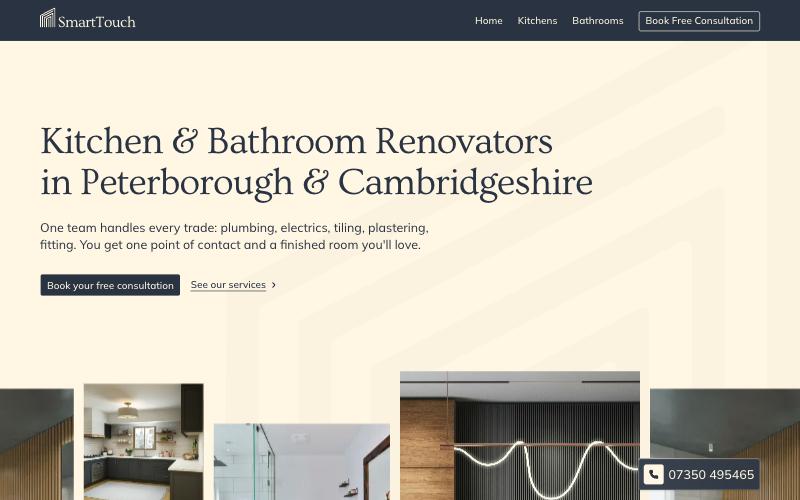 SmartTouch
Home
Kitchens
Bathrooms
Book Free Consultation
Kitchen & Bathroom Renovators
in Peterborough & Cambridgeshire
One team handles every trade: plumbing, electrics, tiling, plastering,
fitting. You get one point of contact and a finished room you'll love.
Book your free consultation
See our services
07350 495465